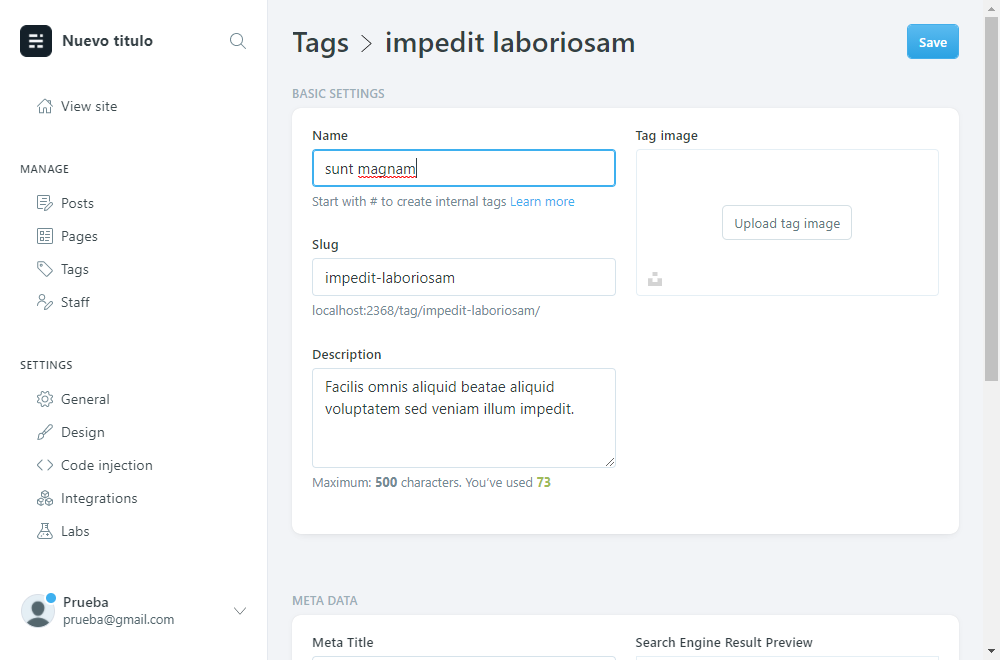 Nuevo titulo
View site
MANAGE
Posts
Pages
Tags
Staff
SETTINGS
General
Design
Code injection
Integrations
Labs
Prueba
prueba@gmail.com
Tags > impedit laboriosam
Save
BASIC SETTINGS
Name
sunt magnam
Start with # to create internal tags Learn more
Slug
impedit-laboriosam
localhost:2368/tag/impedit-laboriosam/
Description
Facilis omnis aliquid beatae aliquid
voluptatem sed veniam illum impedit.
Maximum: 500 characters. You've used 73
Tag image
Upload tag image
META DATA
Meta Title
Search Engine Result Preview